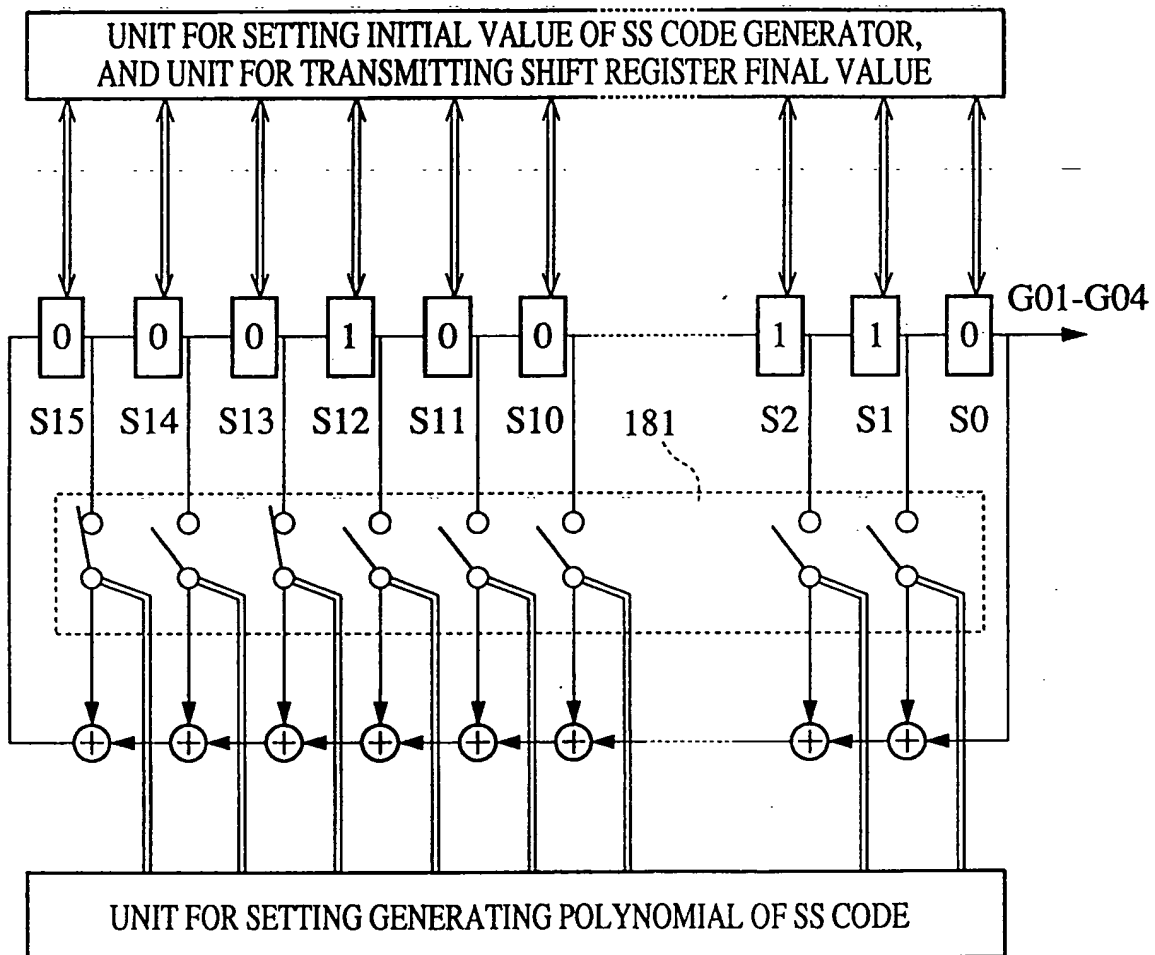 UNIT FOR SETTING INITIAL VALUE OF SS CODE GENERATOR,
AND UNIT FOR TRANSMITTING SHIFT REGISTER FINAL VALUE
G01-G04
0 0 0 1 0 0 1 1 0
S15 S14 S13 S12 S11 S10 181 S2 S1 S0
UNIT FOR SETTING GENERATING POLYNOMIAL OF SS CODE